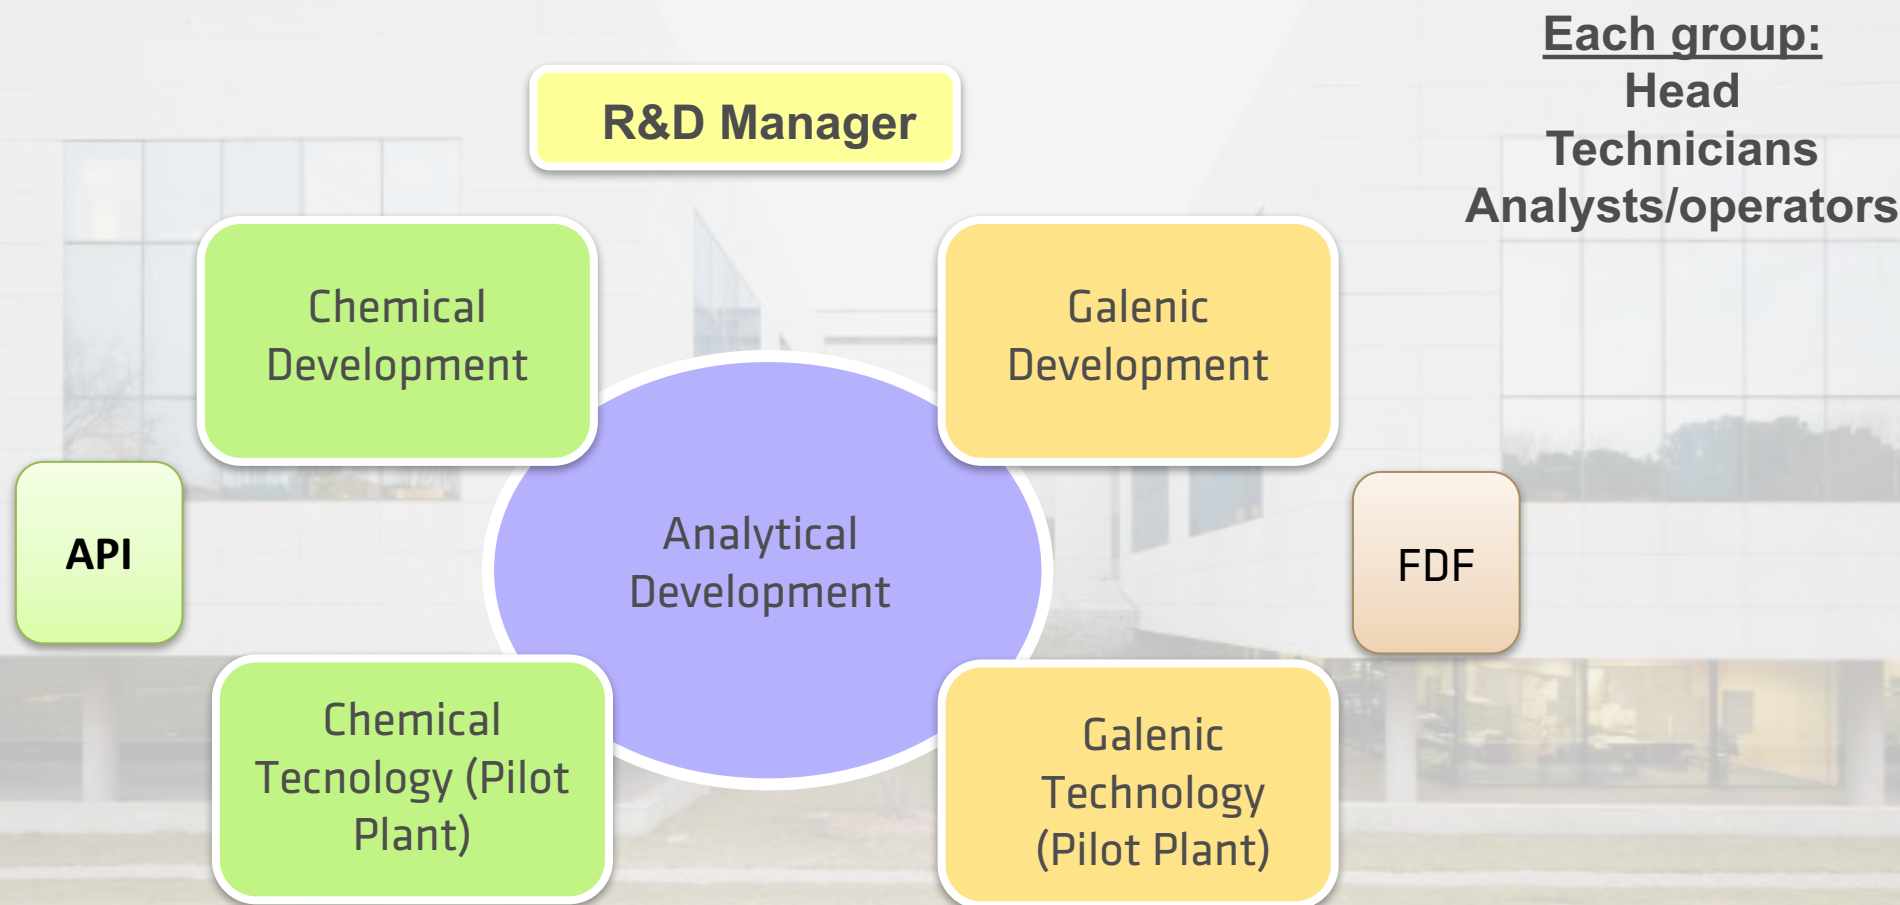 Each group:
Head
Technicians
Analysts/operators
R&D Manager
Chemical
Development
Galenic
Development
Analytical
Development
API
FDF
Chemical
Tecnology (Pilot
Plant)
Galenic
Technology
(Pilot Plant)